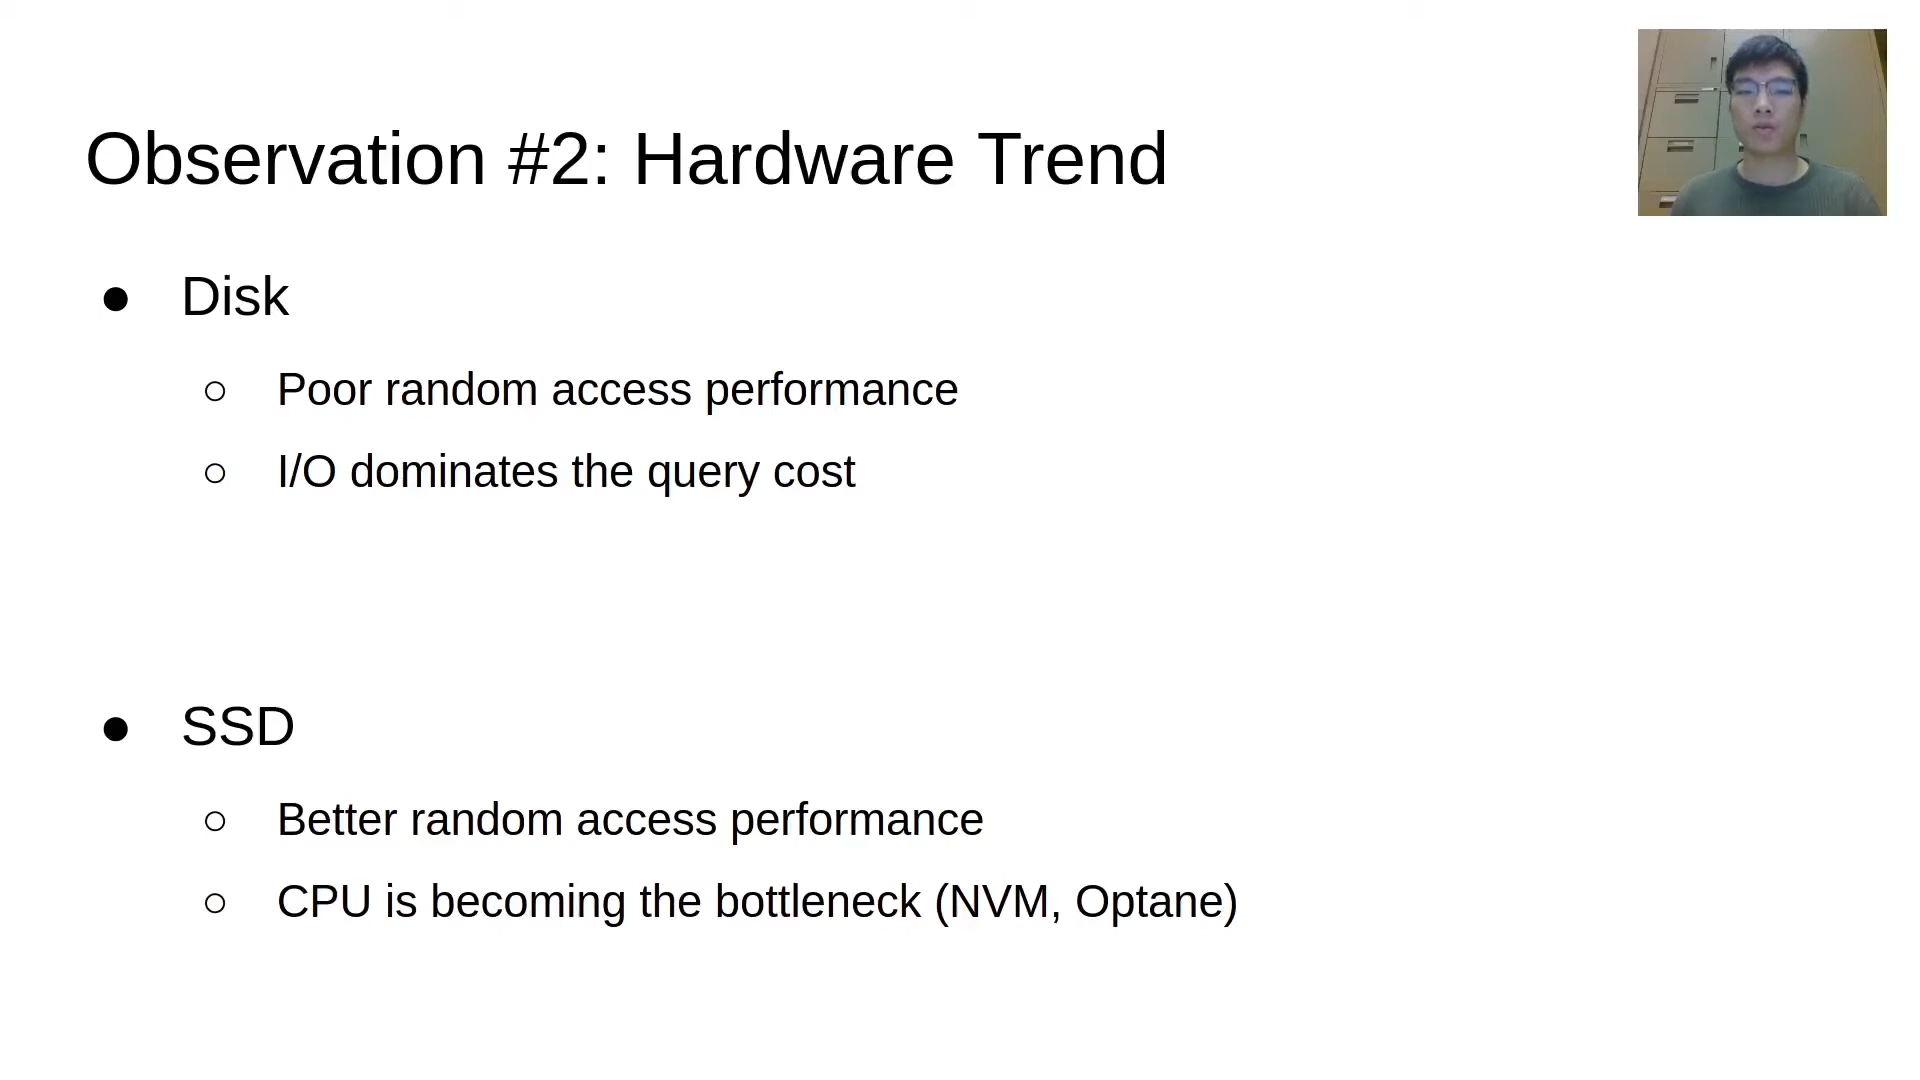 Observation #2: Hardware Trend
● Disk
○ Poor random access performance
○ I/O dominates the query cost
● SSD
○ Better random access performance
○ CPU is becoming the bottleneck (NVM, Optane)